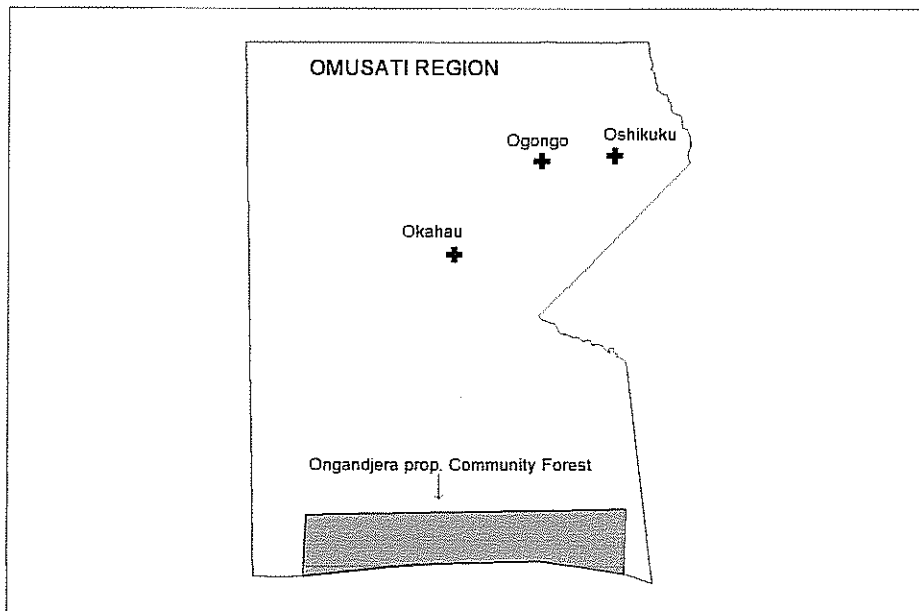 OMUSATI REGION
Ogongo
Oshikuku
Okahau
Ongandjera prop. Community Forest